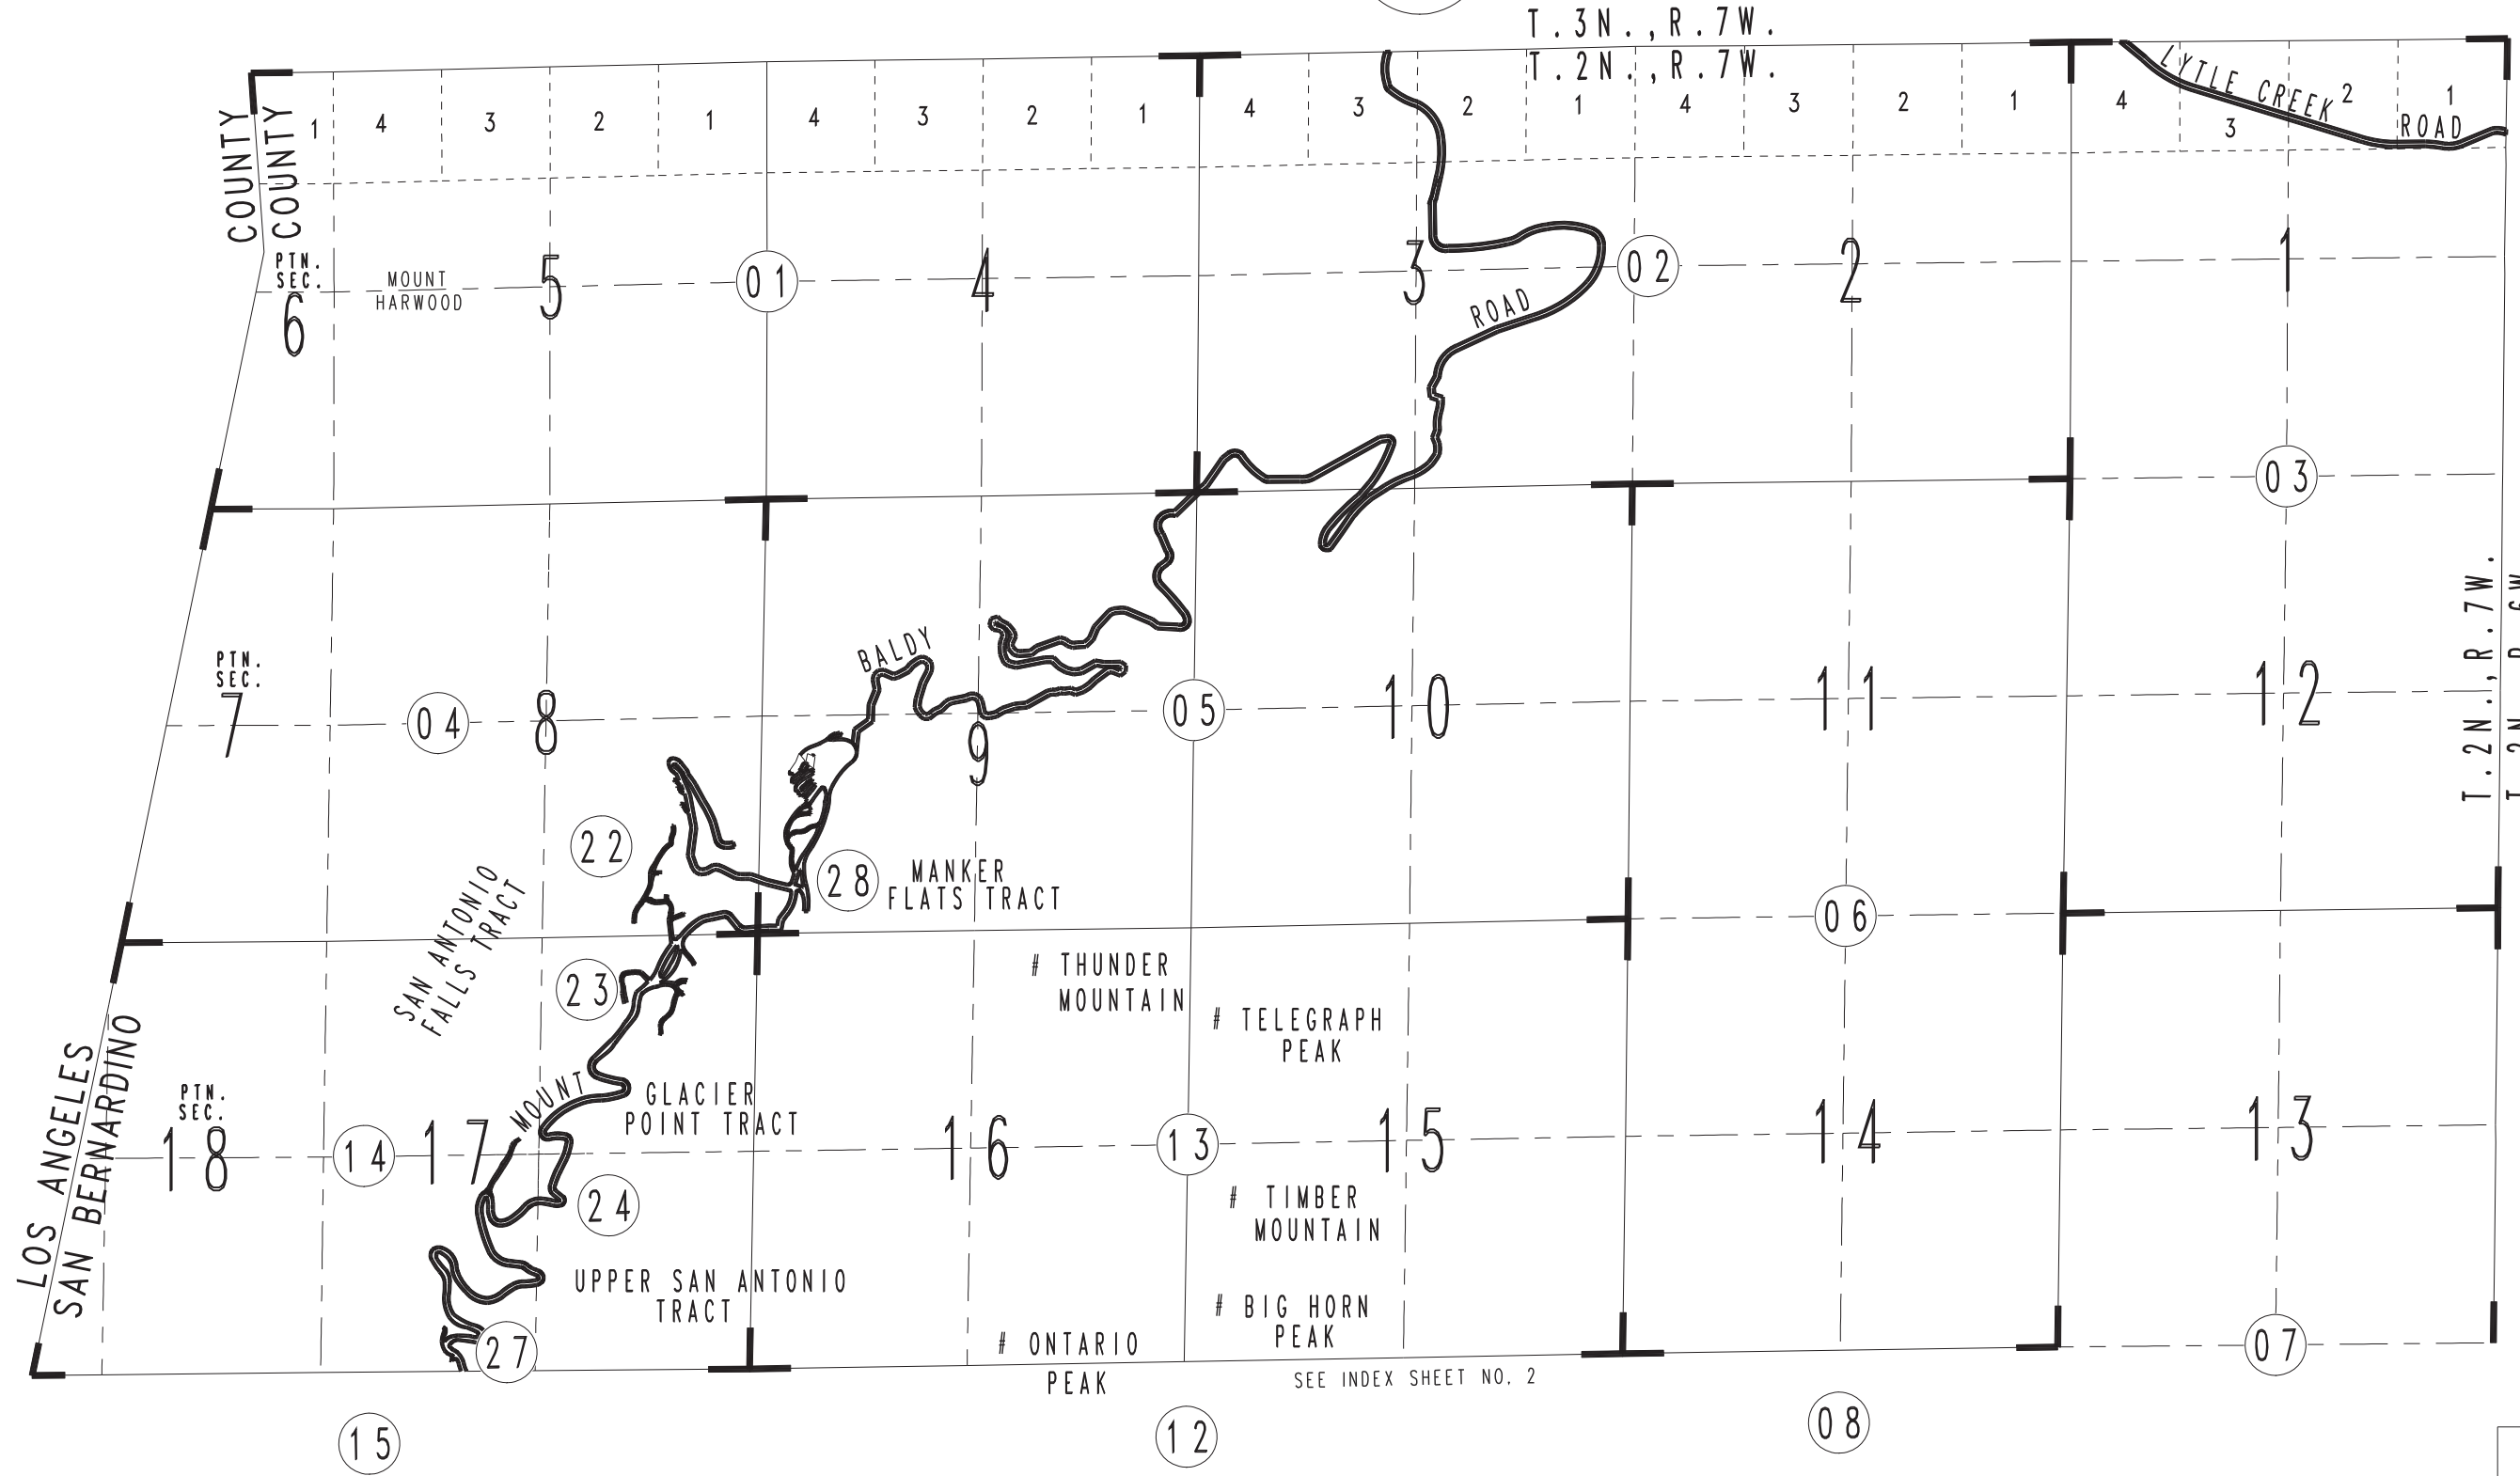 T.3N.,R.7W.
T.2N.,R.7W.
LYTLE CREEK ROAD
COUNTY
COUNTY
1 4 3 2 1 4 3 2 1 4 3 2 1 4 3 2 1 4 3 2 1
PTN.
SEC.
6
MOUNT
HARWOOD
5
01
4
3
02
2
1
ROAD
03
T.2N.,R.7W.
BALDY
PTN.
SEC.
7
04
8
9
05
10
11
12
22
28
MANKER
FLATS TRACT
06
SAN ANTONIO
FALLS TRACT
23
# THUNDER
MOUNTAIN
# TELEGRAPH
PEAK
LOS ANGELES
SAN BERNARDINO
PTN.
SEC.
18
14
17
MOUNT
GLACIER
POINT TRACT
16
13
15
14
13
24
# TIMBER
MOUNTAIN
UPPER SAN ANTONIO
TRACT
# BIG HORN
PEAK
27
# ONTARIO
PEAK
07
SEE INDEX SHEET NO. 2
15
12
08